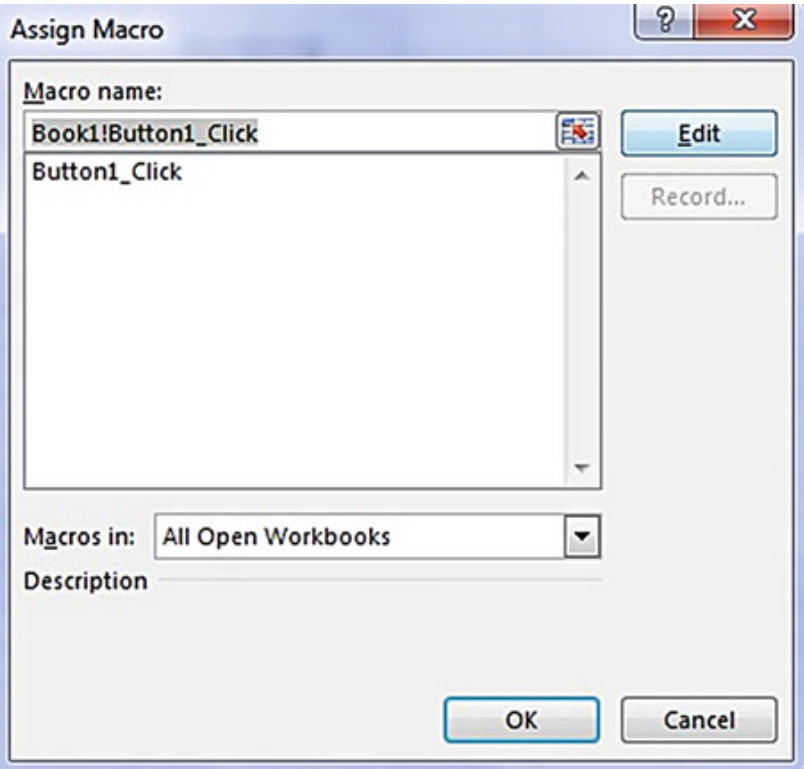 Assign Macro
?
Macro name:
Book1!Button1_Click
Edit
Button1_Click
Record...
Macros in: All Open Workbooks
Description
OK Cancel